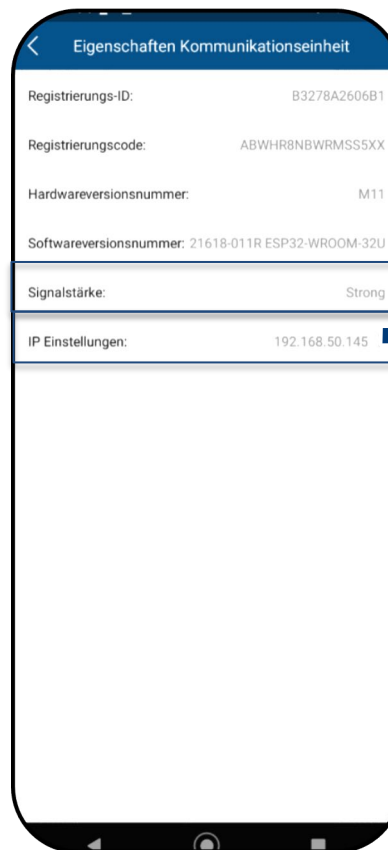 Eigenschaften Kommunikationseinheit
Registrierungs-ID: B3278A2606B1
Registrierungscode: ABWHR8NBWRMSS5XX
Hardwareversionsnummer: M11
Softwareversionsnummer: 21618-011R ESP32-WROOM-32U
Signalstärke: Strong
IP Einstellungen: 192.168.50.145